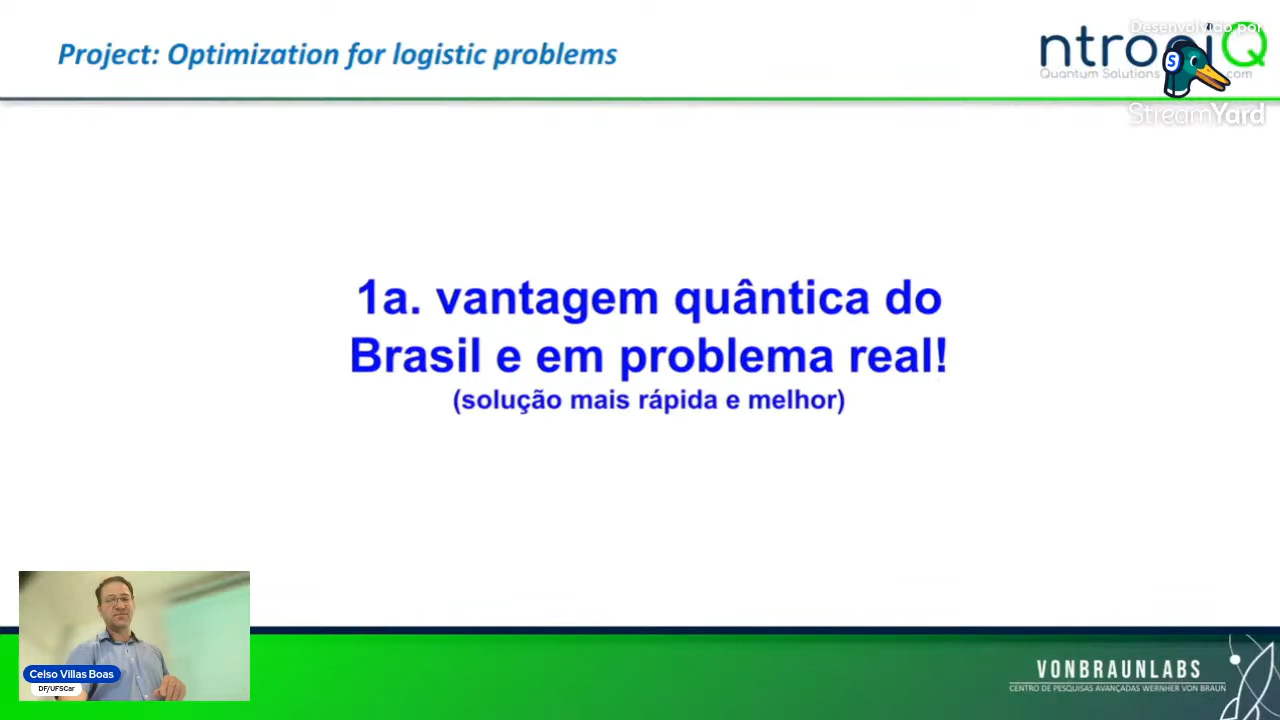 Project: Optimization for logistic problems
Desenvolvido por
Quantum Solutions
.com
StreamYard
1a. vantagem quântica do
Brasil e em problema real!
(solução mais rápida e melhor)
Celso Villas Boas
DF/UFSCar
VONBRAUNLABS
CENTRO DE PESQUISAS AVANÇADAS WERNHER VON BRAUN